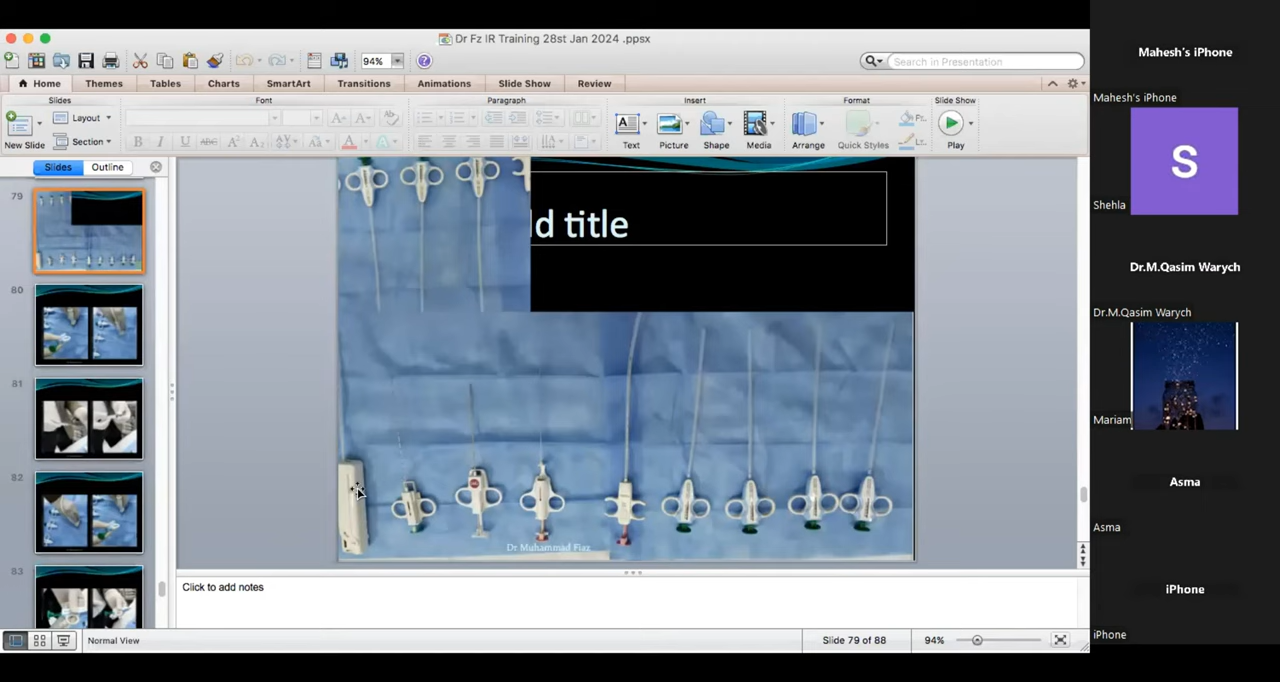 Dr Fz IR Training 28st Jan 2024 .ppsx
94%
Search in Presentation
Home
Themes
Tables
Charts
SmartArt
Transitions
Animations
Slide Show
Review
Slides
Font
Paragraph
Insert
Format
Slide Show
New Slide
Layout
Section
B I U ABC A² A₂
Text
Picture
Shape
Media
Arrange
Quick Styles
Play
Slides
Outline
79
80
81
82
83
ld title
Dr Muhammad Fiaz
Click to add notes
Normal View
Slide 79 of 88
94%
Mahesh's iPhone
Mahesh's iPhone
S
Shehla
Dr.M.Qasim Warych
Dr.M.Qasim Warych
Mariam
Asma
Asma
iPhone
iPhone